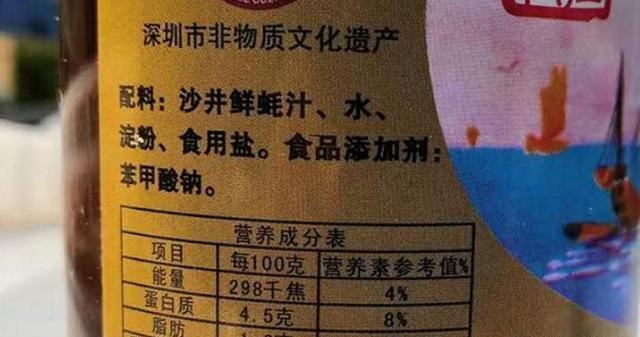 深圳市非物质文化遗产
配料：沙井鲜蚝汁、水、
淀粉、食用盐。食品添加剂：
苯甲酸钠。
营养成分表
项目 每100克 营养素参考值%
能量 298千焦 4%
蛋白质 4.5克 8%
脂肪